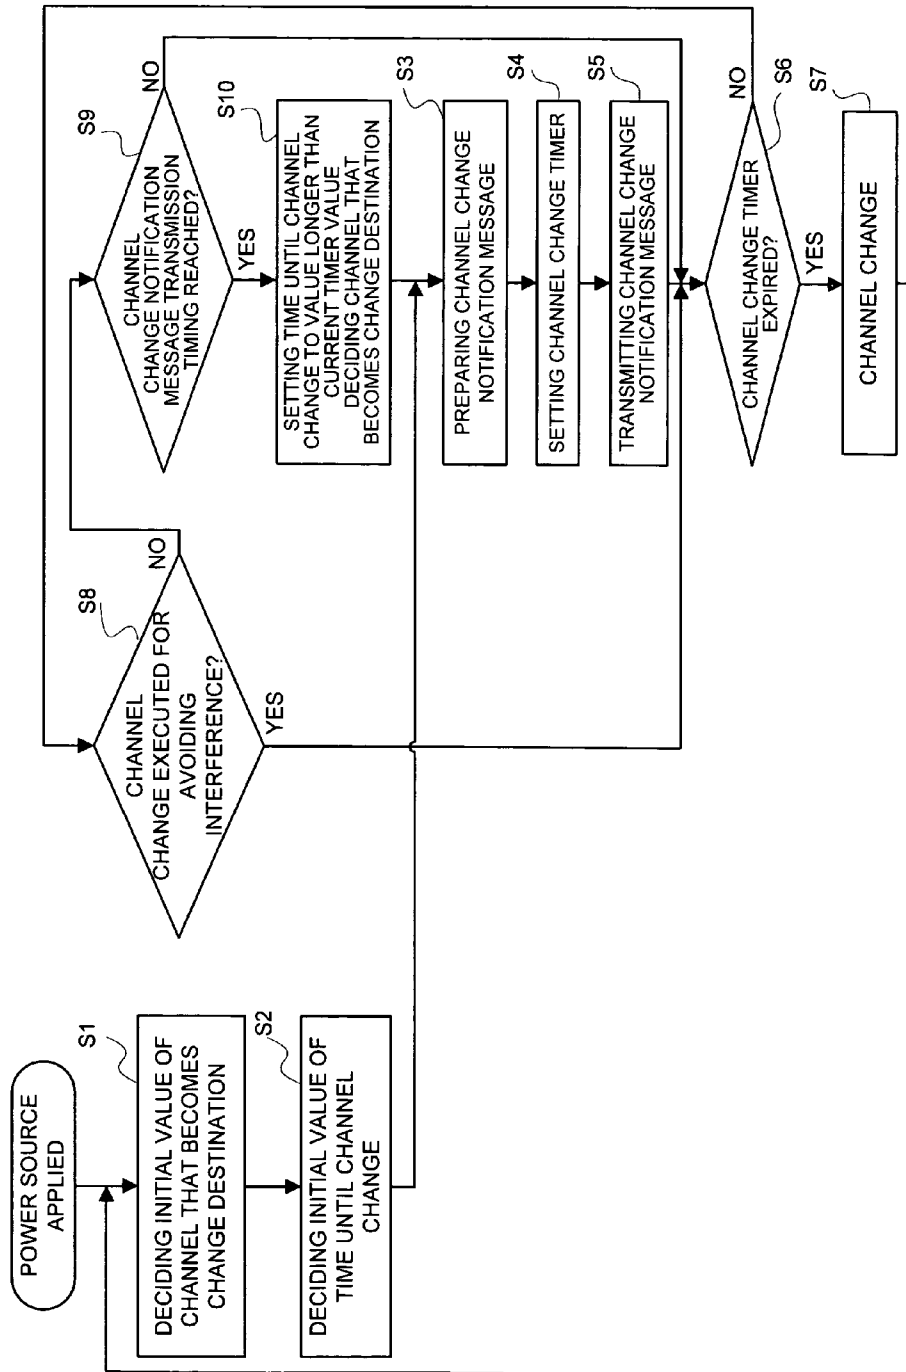 POWER SOURCE
APPLIED
S1
DECIDING INITIAL VALUE OF
CHANNEL THAT BECOMES
CHANGE DESTINATION
S2
DECIDING INITIAL VALUE OF
TIME UNTIL CHANNEL
CHANGE
S8
CHANNEL
CHANGE EXECUTED FOR
AVOIDING
INTERFERENCE?
NO
YES
S9
CHANNEL
CHANGE NOTIFICATION
MESSAGE TRANSMISSION
TIMING REACHED?
NO
YES
S10
SETTING TIME UNTIL CHANNEL
CHANGE TO VALUE LONGER THAN
CURRENT TIMER VALUE
DECIDING CHANNEL THAT
BECOMES CHANGE DESTINATION
S3
PREPARING CHANNEL CHANGE
NOTIFICATION MESSAGE
S4
SETTING CHANNEL CHANGE TIMER
S5
TRANSMITTING CHANNEL CHANGE
NOTIFICATION MESSAGE
S6
CHANNEL CHANGE TIMER
EXPIRED?
NO
YES
S7
CHANNEL CHANGE